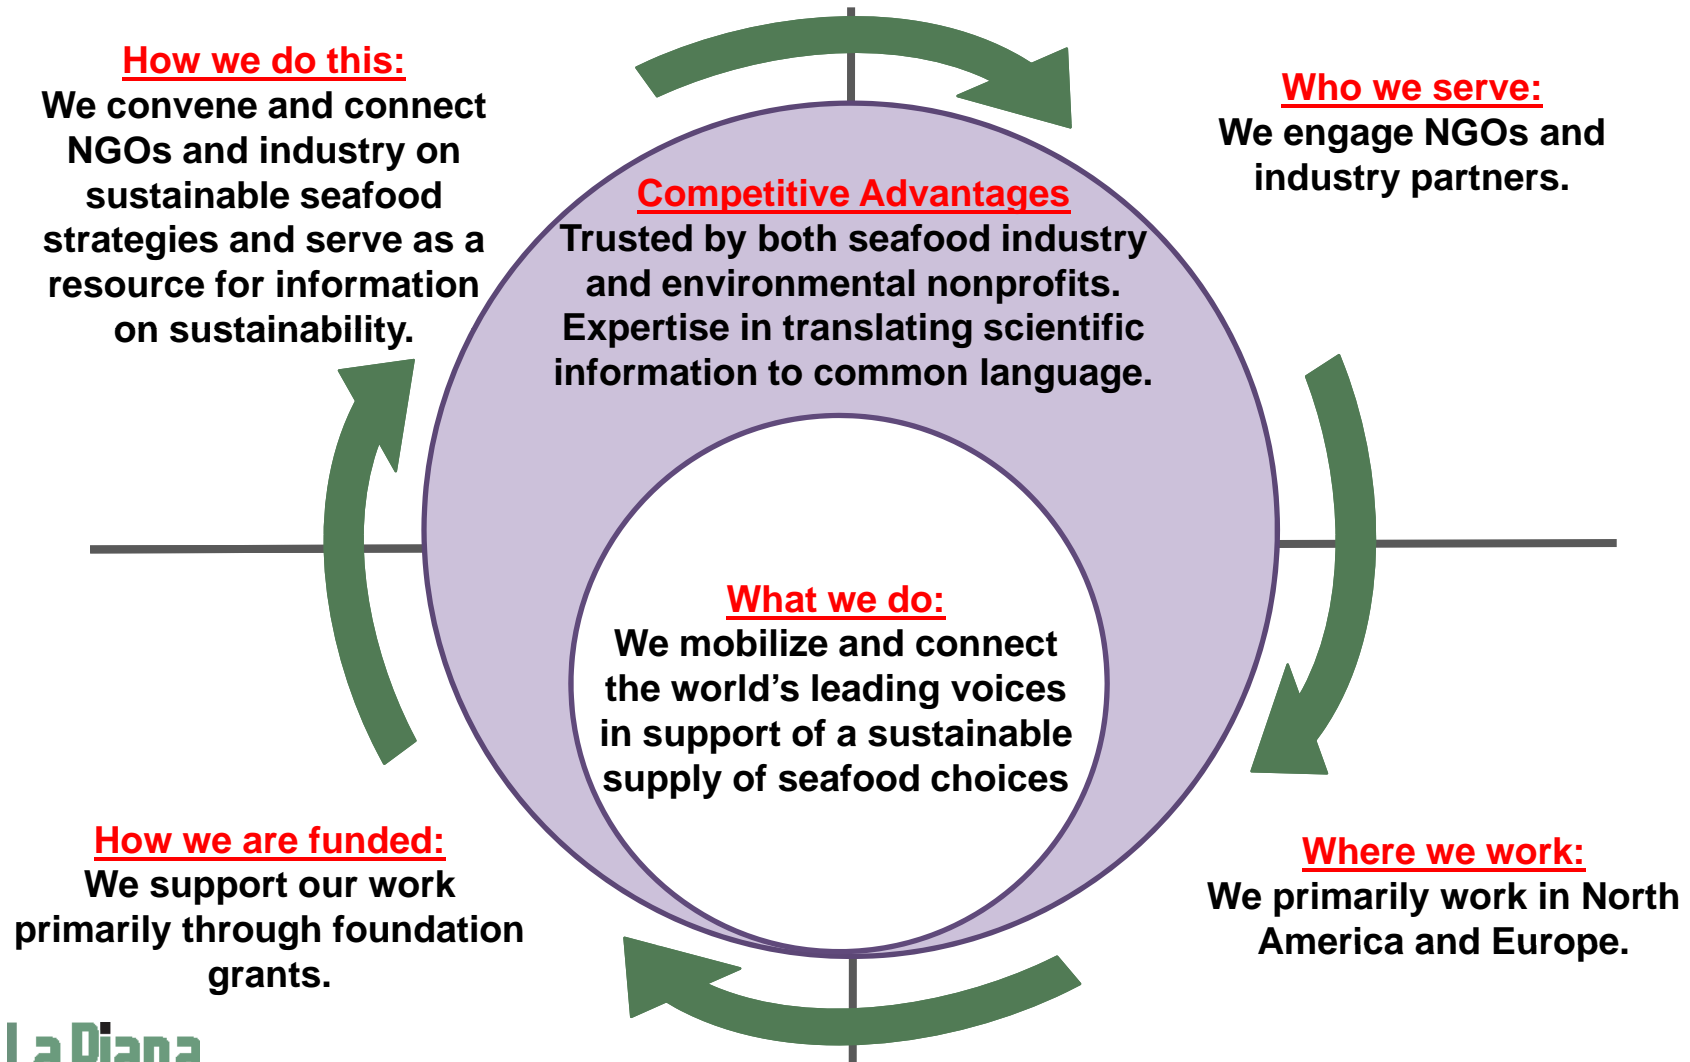 How we do this:
We convene and connect
NGOs and industry on
sustainable seafood
strategies and serve as a
resource for information
on sustainability.
Who we serve:
We engage NGOs and
industry partners.
Competitive Advantages
Trusted by both seafood industry
and environmental nonprofits.
Expertise in translating scientific
information to common language.
What we do:
We mobilize and connect
the world’s leading voices
in support of a sustainable
supply of seafood choices
How we are funded:
We support our work
primarily through foundation
grants.
Where we work:
We primarily work in North
America and Europe.
La Diana